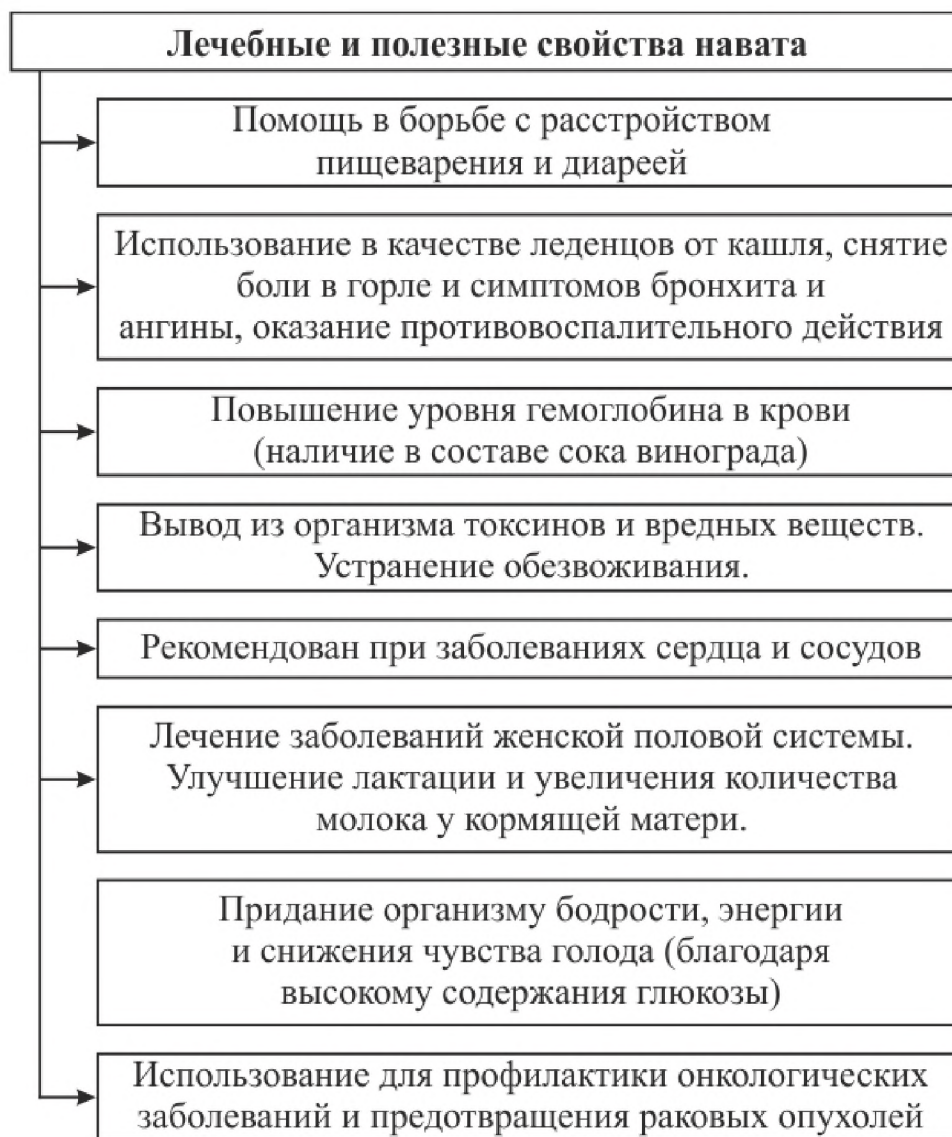 Лечебные и полезные свойства навата
Помощь в борьбе с расстройством
пищеварения и диареей
Использование в качестве леденцов от кашля, снятие
боли в горле и симптомов бронхита и
ангины, оказание противовоспалительного действия
Повышение уровня гемоглобина в крови
(наличие в составе сока винограда)
Вывод из организма токсинов и вредных веществ.
Устранение обезвоживания.
Рекомендован при заболеваниях сердца и сосудов
Лечение заболеваний женской половой системы.
Улучшение лактации и увеличения количества
молока у кормящей матери.
Придание организму бодрости, энергии
и снижения чувства голода (благодаря
высокому содержания глюкозы)
Использование для профилактики онкологических
заболеваний и предотвращения раковых опухолей